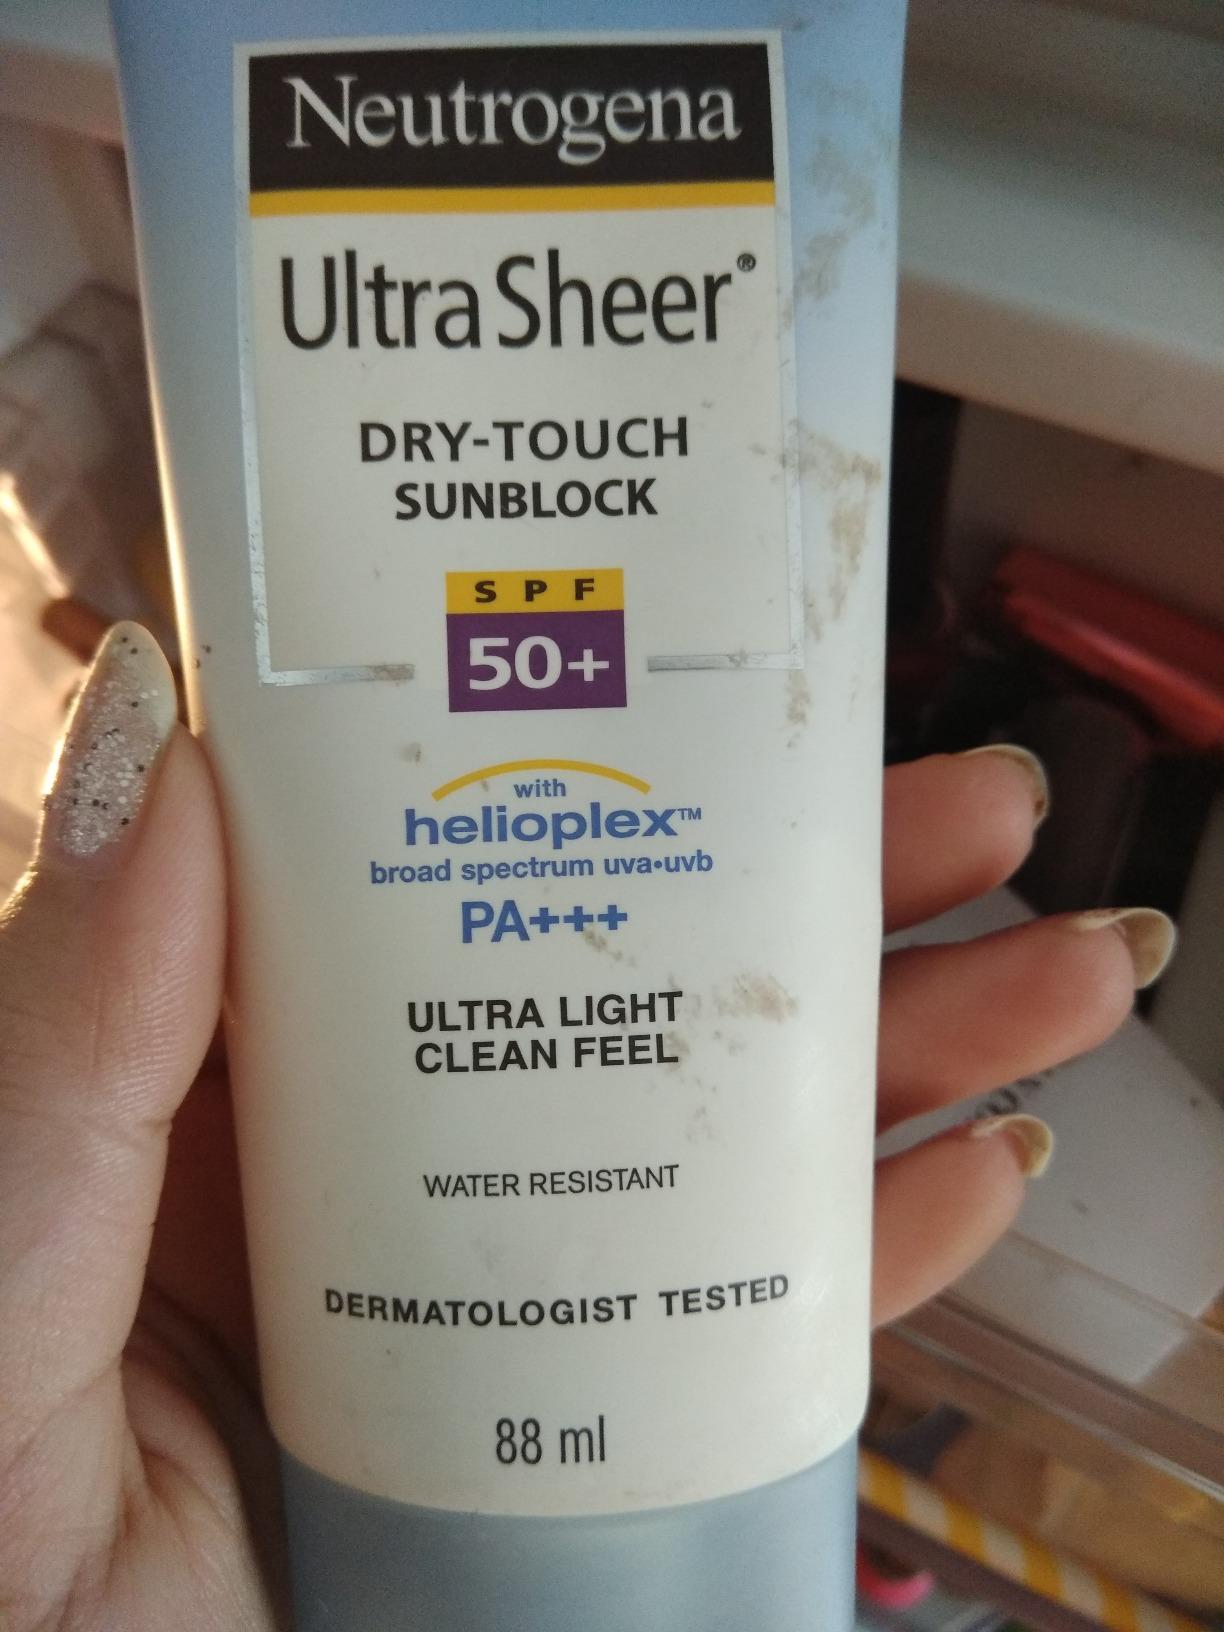 Neutrogena
Ultra Sheer®
DRY-TOUCH
SUNBLOCK
SPF
50+
with
helioplex™
broad spectrum uva•uvb
PA+++
ULTRA LIGHT
CLEAN FEEL
WATER RESISTANT
DERMATOLOGIST TESTED
88 ml